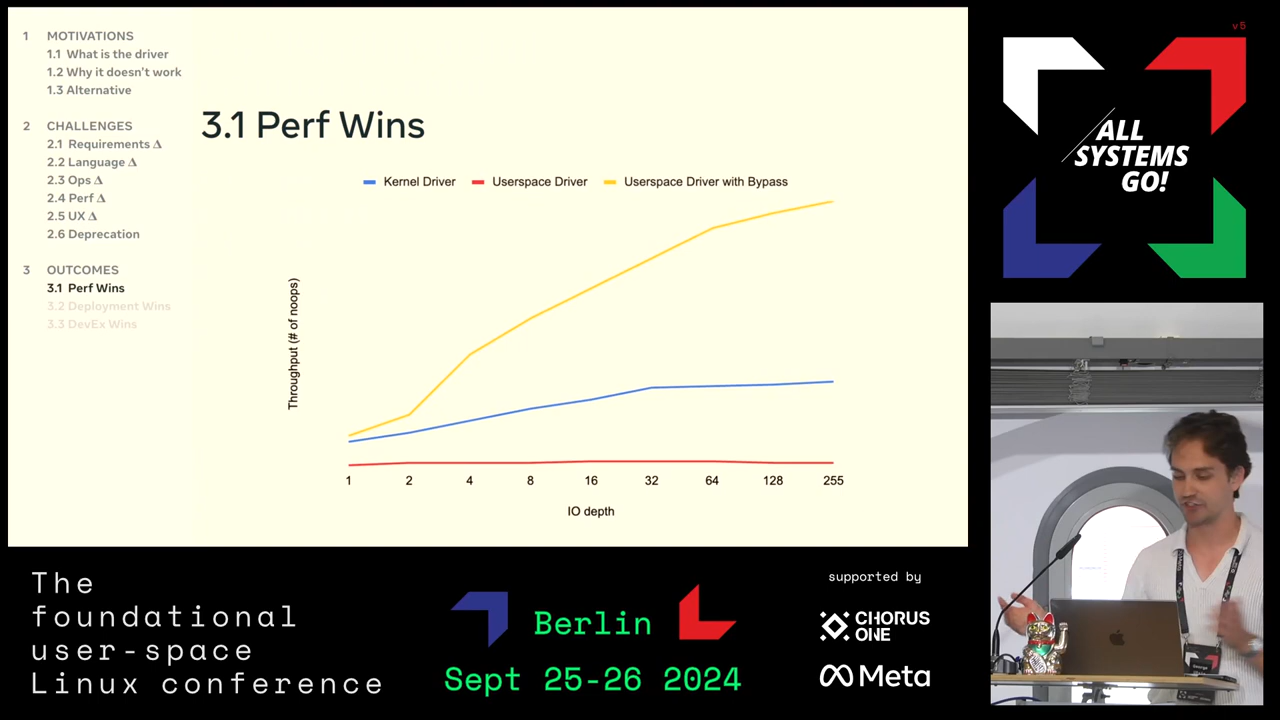 1 MOTIVATIONS
1.1 What is the driver
1.2 Why it doesn't work
1.3 Alternative
2 CHALLENGES
2.1 Requirements Δ
2.2 Language Δ
2.3 Ops Δ
2.4 Perf Δ
2.5 UX Δ
2.6 Deprecation
3 OUTCOMES
3.1 Perf Wins
3.2 Deployment Wins
3.3 DevEx Wins
3.1 Perf Wins
Kernel Driver Userspace Driver Userspace Driver with Bypass
Throughput (# of noops)
1 2 4 8 16 32 64 128 255
IO depth
v5
ALL
SYSTEMS
GO!
The
foundational
user-space
Linux conference
Berlin
Sept 25-26 2024
supported by
CHORUS
ONE
Meta
George